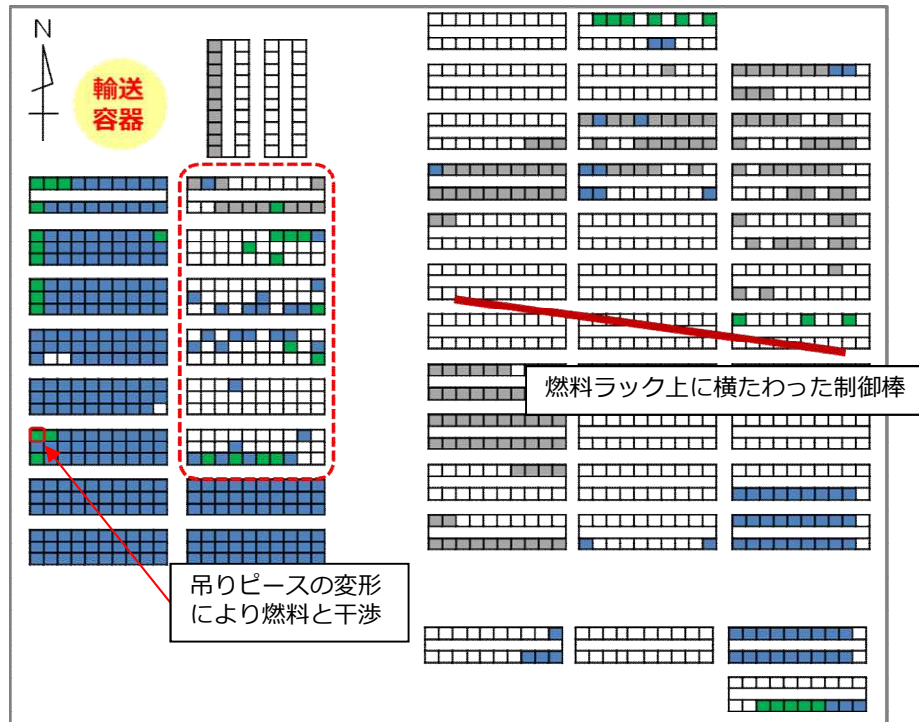 N
輸送
容器
燃料ラック上に横たわった制御棒
吊りピースの変形
により燃料と干渉